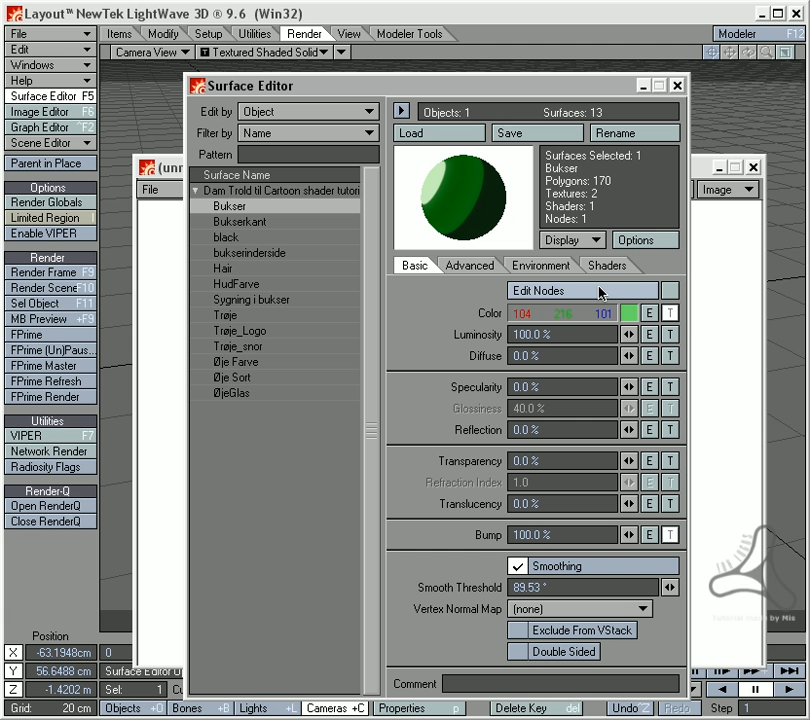 Layout™ NewTek LightWave 3D ® 9.6 (Win32)
File
Items
Modify
Setup
Utilities
Render
View
Modeler Tools
Modeler F12
Edit
Camera View
Textured Shaded Solid
Windows
Help
Surface Editor F5
Image Editor F6
Graph Editor ^F2
Scene Editor
Parent in Place
Options
Render Globals
Limited Region l
Enable VIPER
Render
Render Frame F9
Render Scene F10
Sel Object F11
MB Preview +F9
FPrime
FPrime (Un)Paus...
FPrime Master
FPrime Refresh
FPrime Render
Utilities
VIPER F7
Network Render
Radiosity Flags
Render-Q
Open RenderQ
Close RenderQ
File
Image
Surface Editor
Edit by Object
Filter by Name
Pattern
Surface Name
Dam Trold til Cartoon shader tutori
Bukser
Bukserkant
black
bukserinderside
Hair
HudFarve
Sygning i bukser
Trøje
Trøje_Logo
Trøje_snor
Øje Farve
Øje Sort
ØjeGlas
Objects: 1 Surfaces: 13
Load Save Rename
Surfaces Selected: 1
Bukser
Polygons: 170
Textures: 2
Shaders: 1
Nodes: 1
Display Options
Basic Advanced Environment Shaders
Edit Nodes
Color 104 216 101 E T
Luminosity 100.0 % E T
Diffuse 0.0 % E T
Specularity 0.0 % E T
Glossiness 40.0 % E T
Reflection 0.0 % E T
Transparency 0.0 % E T
Refraction Index 1.0 E T
Translucency 0.0 % E T
Bump 100.0 % E T
Smoothing
Smooth Threshold 89.53 °
Vertex Normal Map (none)
Exclude From VStack
Double Sided
Comment
by Mis
Position
X -63.1948cm 0
Y 56.6488 cm
Z -1.4202 m Sel: 1
Grid: 20 cm
Objects +O
Bones +B
Lights +L
Cameras +C
Properties p
Delete Key del
Undo ^Z
Redo
Step 1